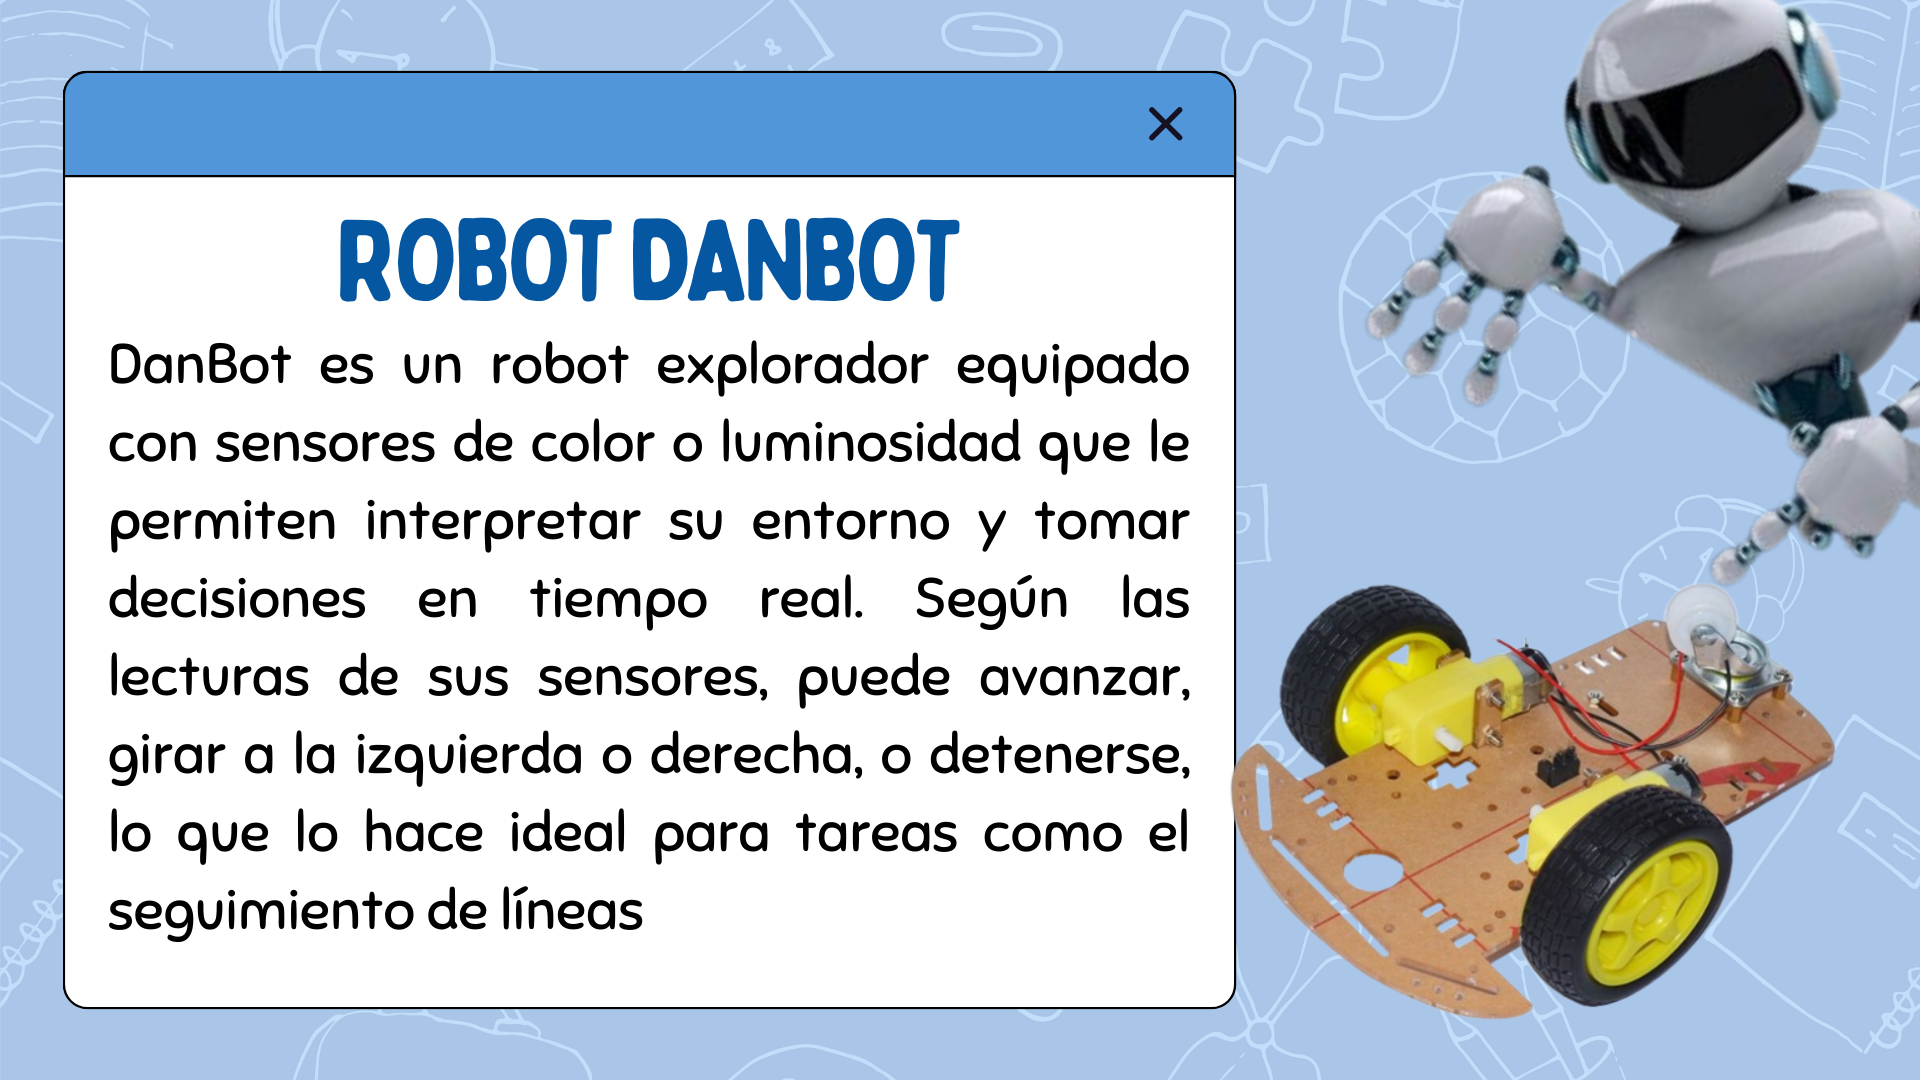 ROBOT DANBOT
DanBot es un robot explorador equipado
con sensores de color o luminosidad que le
permiten interpretar su entorno y tomar
decisiones en tiempo real. Según las
lecturas de sus sensores, puede avanzar,
girar a la izquierda o derecha, o detenerse,
lo que lo hace ideal para tareas como el
seguimiento de líneas